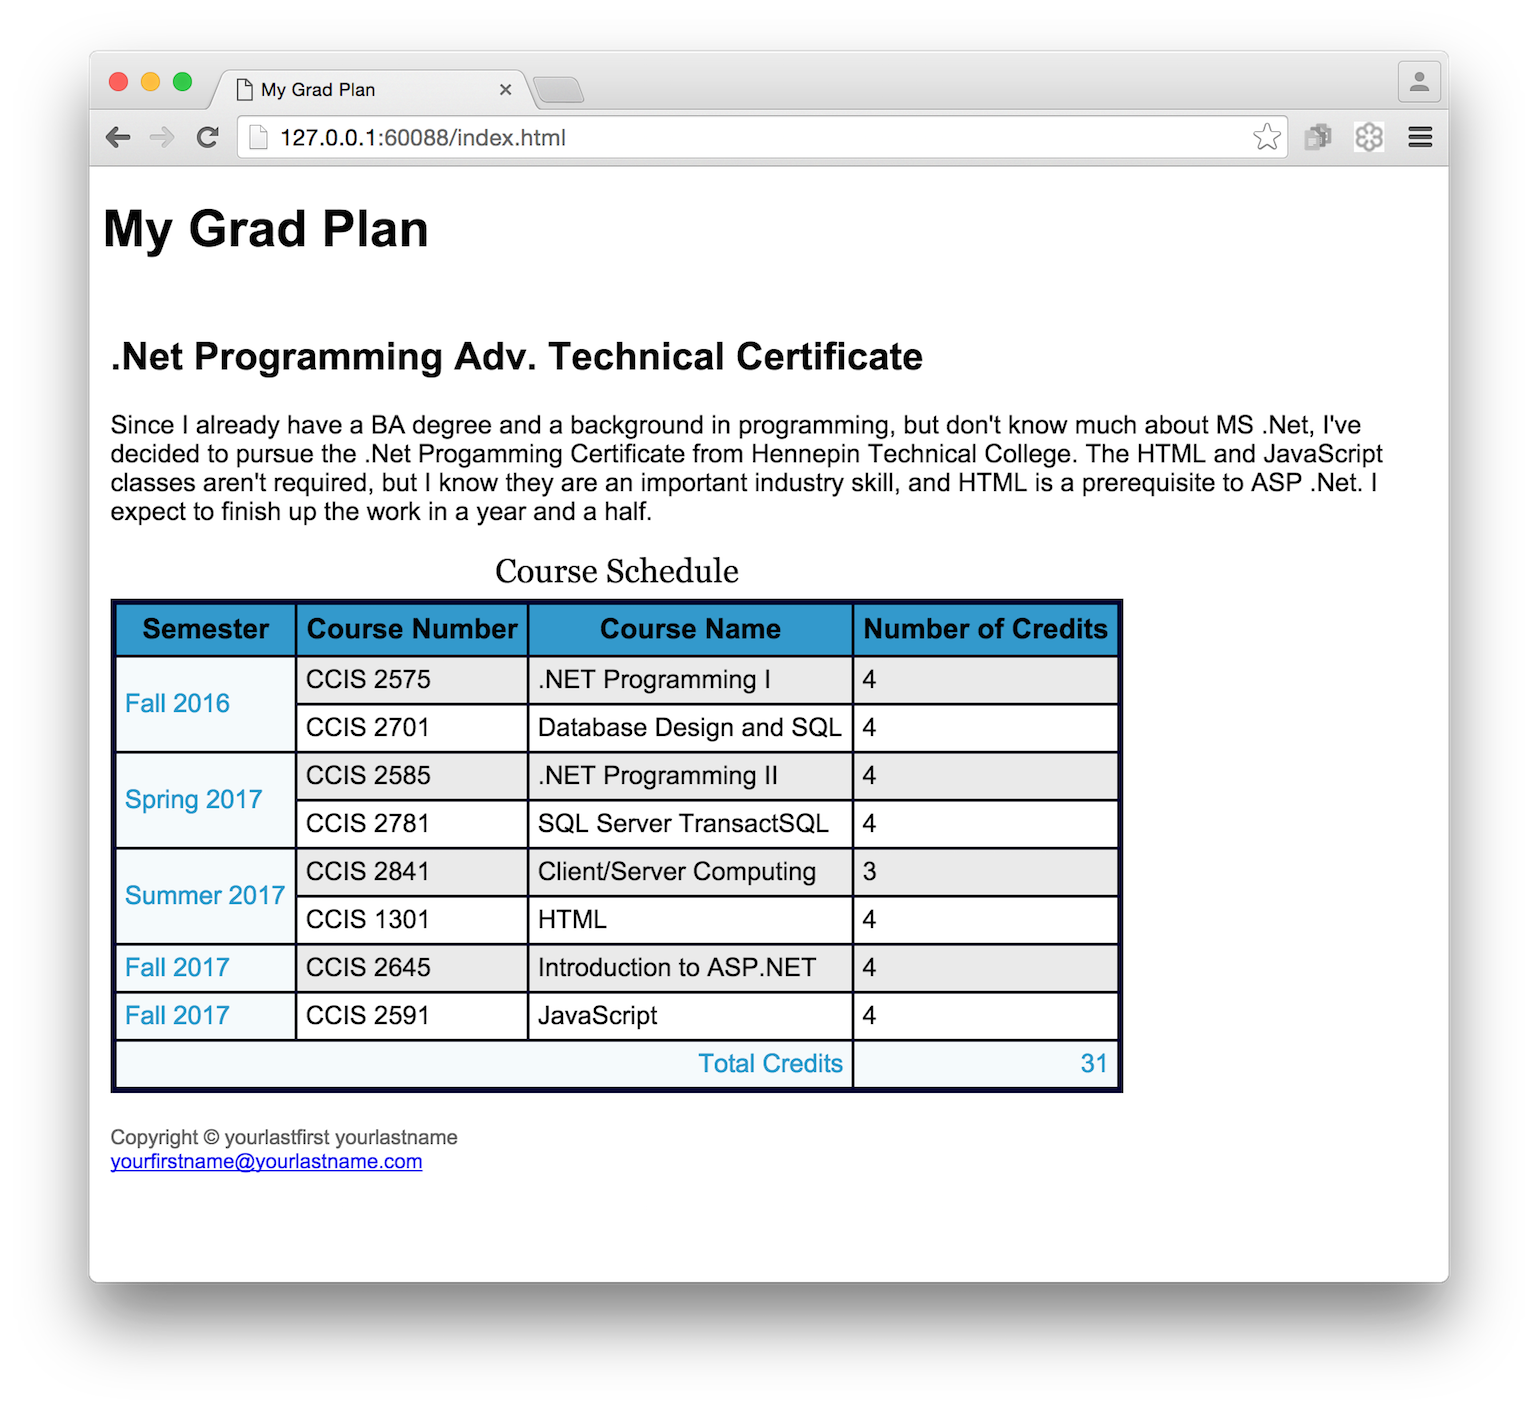 My Grad Plan
127.0.0.1:60088/index.html
My Grad Plan
.Net Programming Adv. Technical Certificate
Since I already have a BA degree and a background in programming, but don't know much about MS .Net, I've
decided to pursue the .Net Progamming Certificate from Hennepin Technical College. The HTML and JavaScript
classes aren't required, but I know they are an important industry skill, and HTML is a prerequisite to ASP .Net. I
expect to finish up the work in a year and a half.
Course Schedule
Semester Course Number Course Name Number of Credits
Fall 2016 CCIS 2575 .NET Programming I 4
CCIS 2701 Database Design and SQL 4
Spring 2017 CCIS 2585 .NET Programming II 4
CCIS 2781 SQL Server TransactSQL 4
Summer 2017 CCIS 2841 Client/Server Computing 3
CCIS 1301 HTML 4
Fall 2017 CCIS 2645 Introduction to ASP.NET 4
Fall 2017 CCIS 2591 JavaScript 4
Total Credits 31
Copyright © yourlastfirst yourlastname
yourfirstname@yourlastname.com